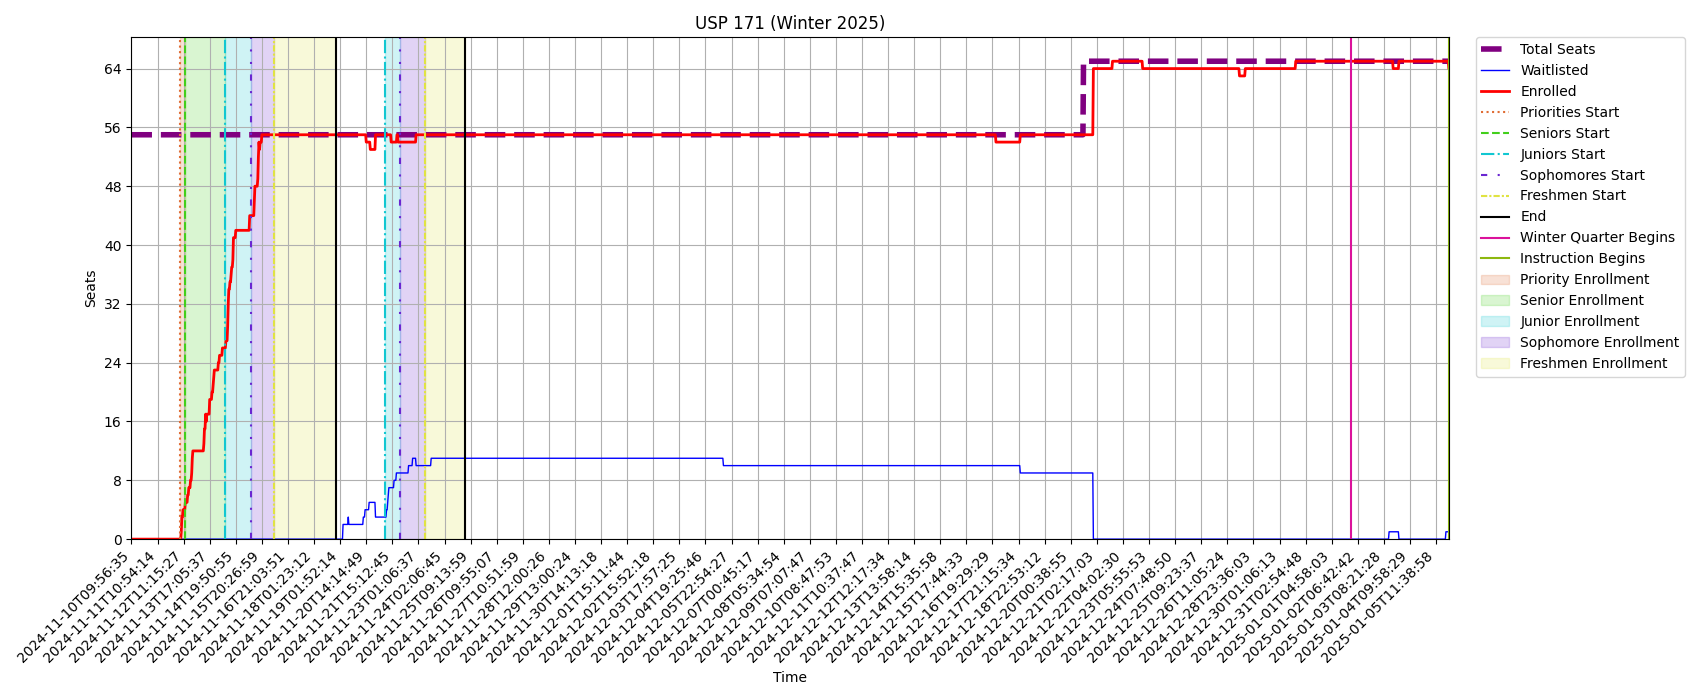 USP 171 (Winter 2025)
Seats
64
56
48
40
32
24
16
8
0
2024-11-10T09:56:35
2024-11-11T10:54:14
2024-11-12T11:15:27
2024-11-13T17:05:37
2024-11-14T19:50:55
2024-11-15T20:26:59
2024-11-16T21:03:51
2024-11-18T01:23:12
2024-11-19T01:52:14
2024-11-20T14:14:49
2024-11-21T15:12:45
2024-11-23T01:06:37
2024-11-24T02:06:45
2024-11-25T09:13:59
2024-11-26T09:55:07
2024-11-27T10:51:59
2024-11-28T12:00:26
2024-11-29T13:00:24
2024-11-30T14:13:18
2024-12-01T15:11:44
2024-12-02T15:52:18
2024-12-03T17:57:25
2024-12-04T19:25:46
2024-12-05T22:54:27
2024-12-07T00:45:17
2024-12-08T05:34:54
2024-12-09T07:07:47
2024-12-10T08:47:53
2024-12-11T10:37:47
2024-12-12T12:17:34
2024-12-13T13:58:14
2024-12-14T15:35:58
2024-12-15T17:44:33
2024-12-16T19:29:29
2024-12-17T21:15:34
2024-12-18T22:53:12
2024-12-20T00:38:55
2024-12-21T02:17:03
2024-12-22T04:02:30
2024-12-23T05:55:53
2024-12-24T07:48:50
2024-12-25T09:23:37
2024-12-26T11:05:24
2024-12-28T23:36:03
2024-12-30T01:06:13
2024-12-31T02:54:48
2025-01-01T04:58:03
2025-01-02T06:42:42
2025-01-03T08:21:28
2025-01-04T09:58:29
2025-01-05T11:38:58
Time
Total Seats
Waitlisted
Enrolled
Priorities Start
Seniors Start
Juniors Start
Sophomores Start
Freshmen Start
End
Winter Quarter Begins
Instruction Begins
Priority Enrollment
Senior Enrollment
Junior Enrollment
Sophomore Enrollment
Freshmen Enrollment